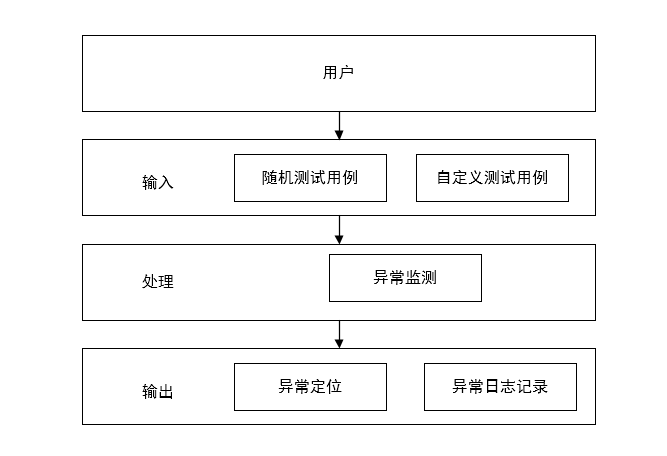 用户
输入
随机测试用例
自定义测试用例
处理
异常监测
输出
异常定位
异常日志记录